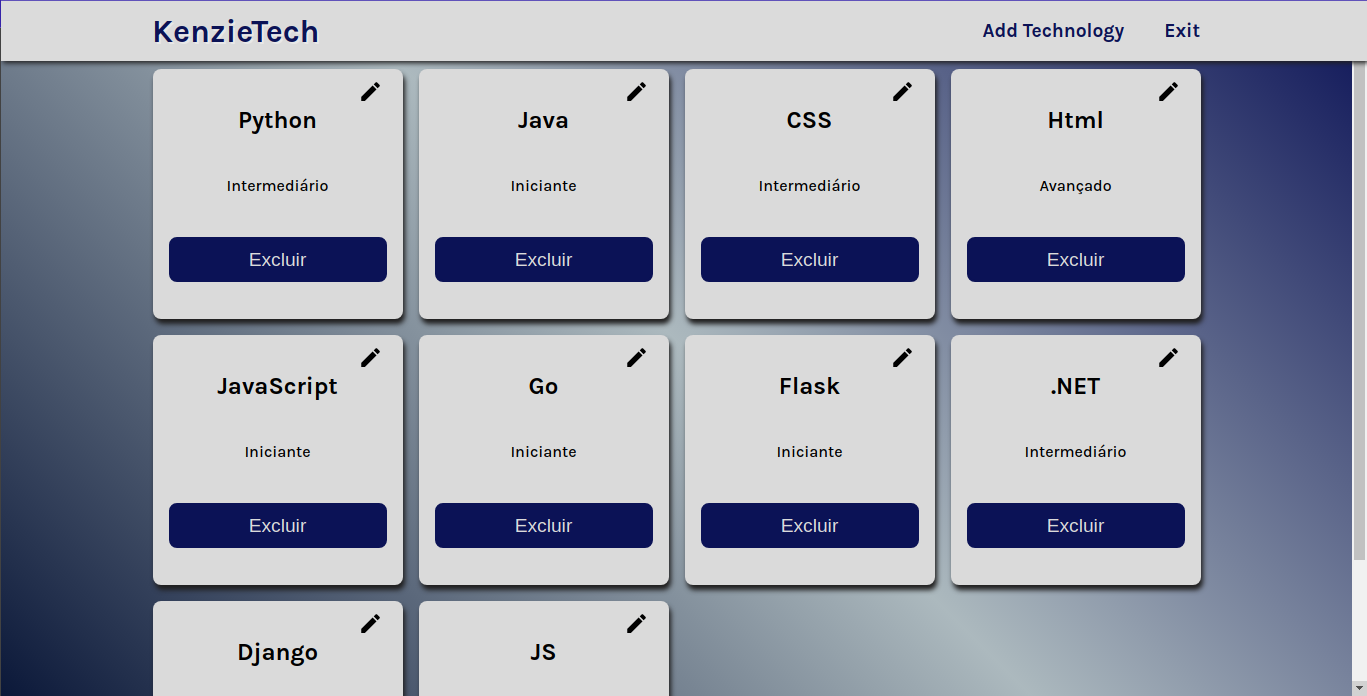 KenzieTech
Add Technology
Exit
Python
Intermediário
Excluir
Java
Iniciante
Excluir
CSS
Intermediário
Excluir
Html
Avançado
Excluir
JavaScript
Iniciante
Excluir
Go
Iniciante
Excluir
Flask
Iniciante
Excluir
.NET
Intermediário
Excluir
Django
JS